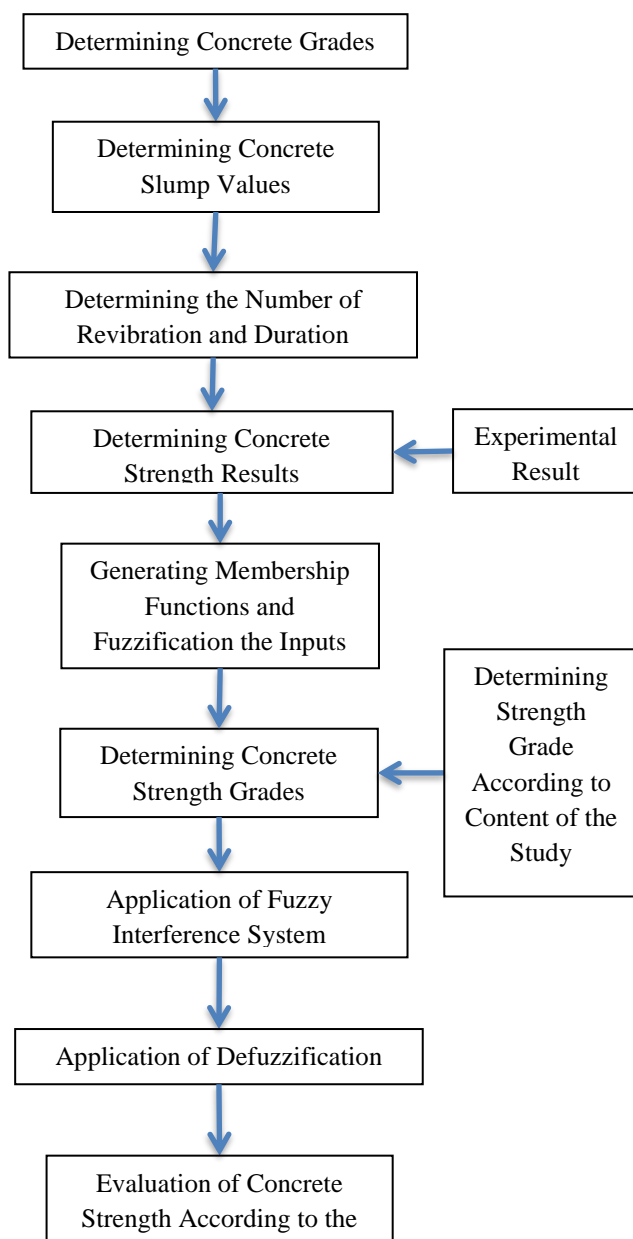 Determining Concrete Grades
Determining Concrete
Slump Values
Determining the Number of
Revibration and Duration
Determining Concrete
Strength Results
Experimental
Result
Generating Membership
Functions and
Fuzzification the Inputs
Determining Concrete
Strength Grades
Determining
Strength
Grade
According to
Content of the
Study
Application of Fuzzy
Interference System
Application of Defuzzification
Evaluation of Concrete
Strength According to the